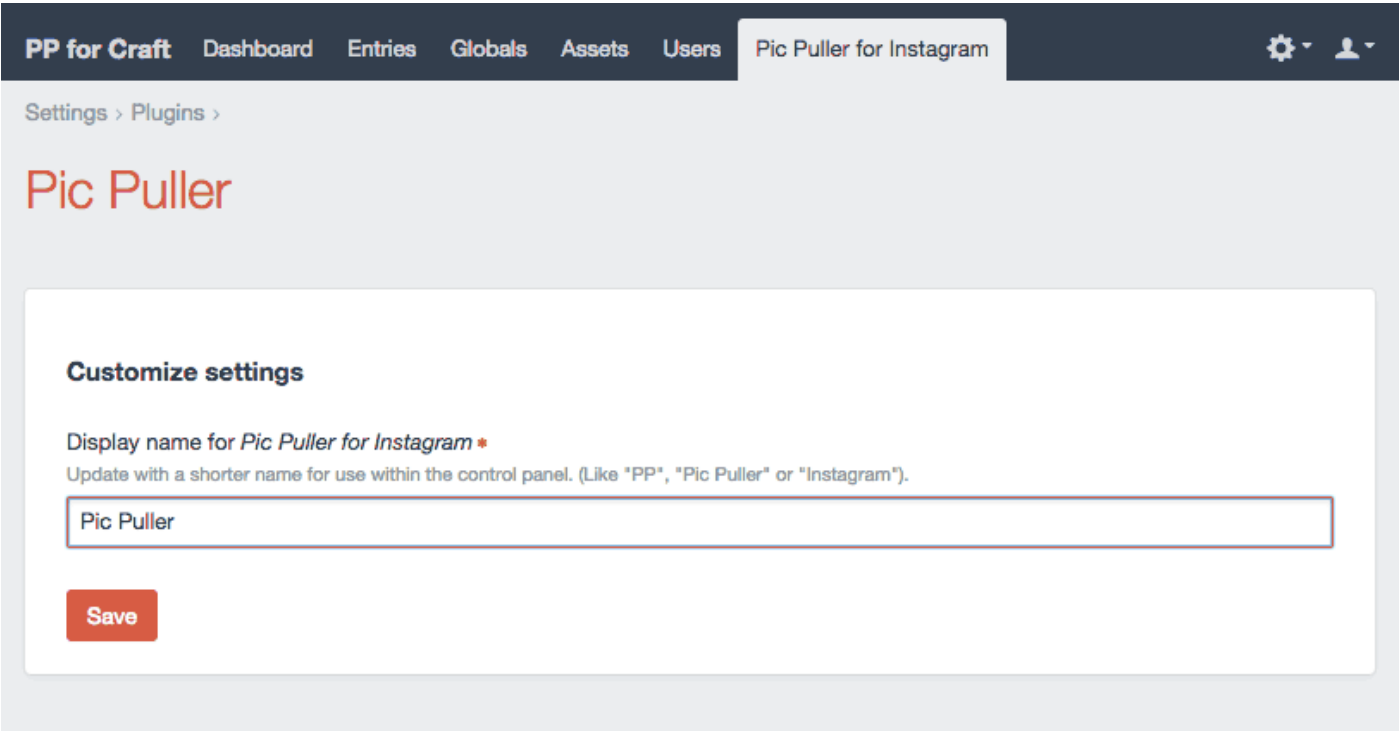 PP for Craft Dashboard Entries Globals Assets Users Pic Puller for Instagram
Settings › Plugins ›
Pic Puller
Customize settings
Display name for Pic Puller for Instagram *
Update with a shorter name for use within the control panel. (Like "PP", "Pic Puller" or "Instagram").
Pic Puller
Save